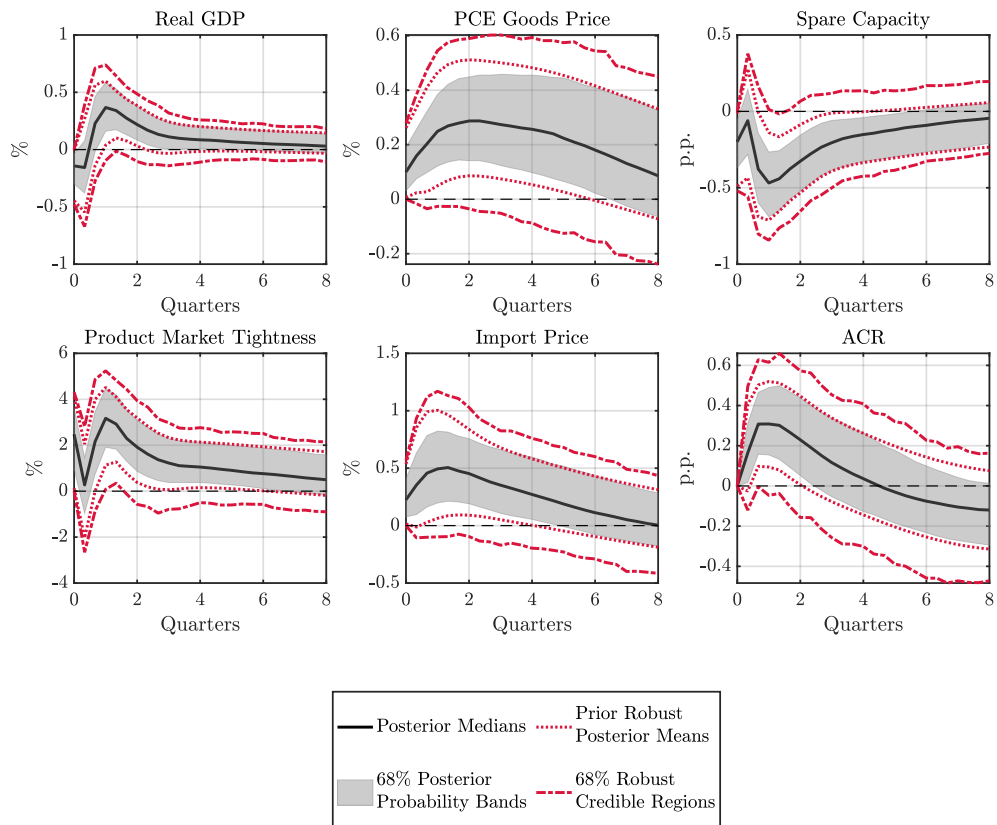 Real GDP
PCE Goods Price
Spare Capacity
1
0.5
0
-0.5
-1
%
0 2 4 6 8
Quarters
0.6
0.4
0.2
0
-0.2
%
0 2 4 6 8
Quarters
0.5
0
-0.5
-1
p.p.
0 2 4 6 8
Quarters
Product Market Tightness
Import Price
ACR
6
4
2
0
-2
-4
%
0 2 4 6 8
Quarters
1.5
1
0.5
0
-0.5
%
0 2 4 6 8
Quarters
0.6
0.4
0.2
0
-0.2
-0.4
p.p.
0 2 4 6 8
Quarters
Posterior Medians
Prior Robust
Posterior Means
68% Posterior
Probability Bands
68% Robust
Credible Regions